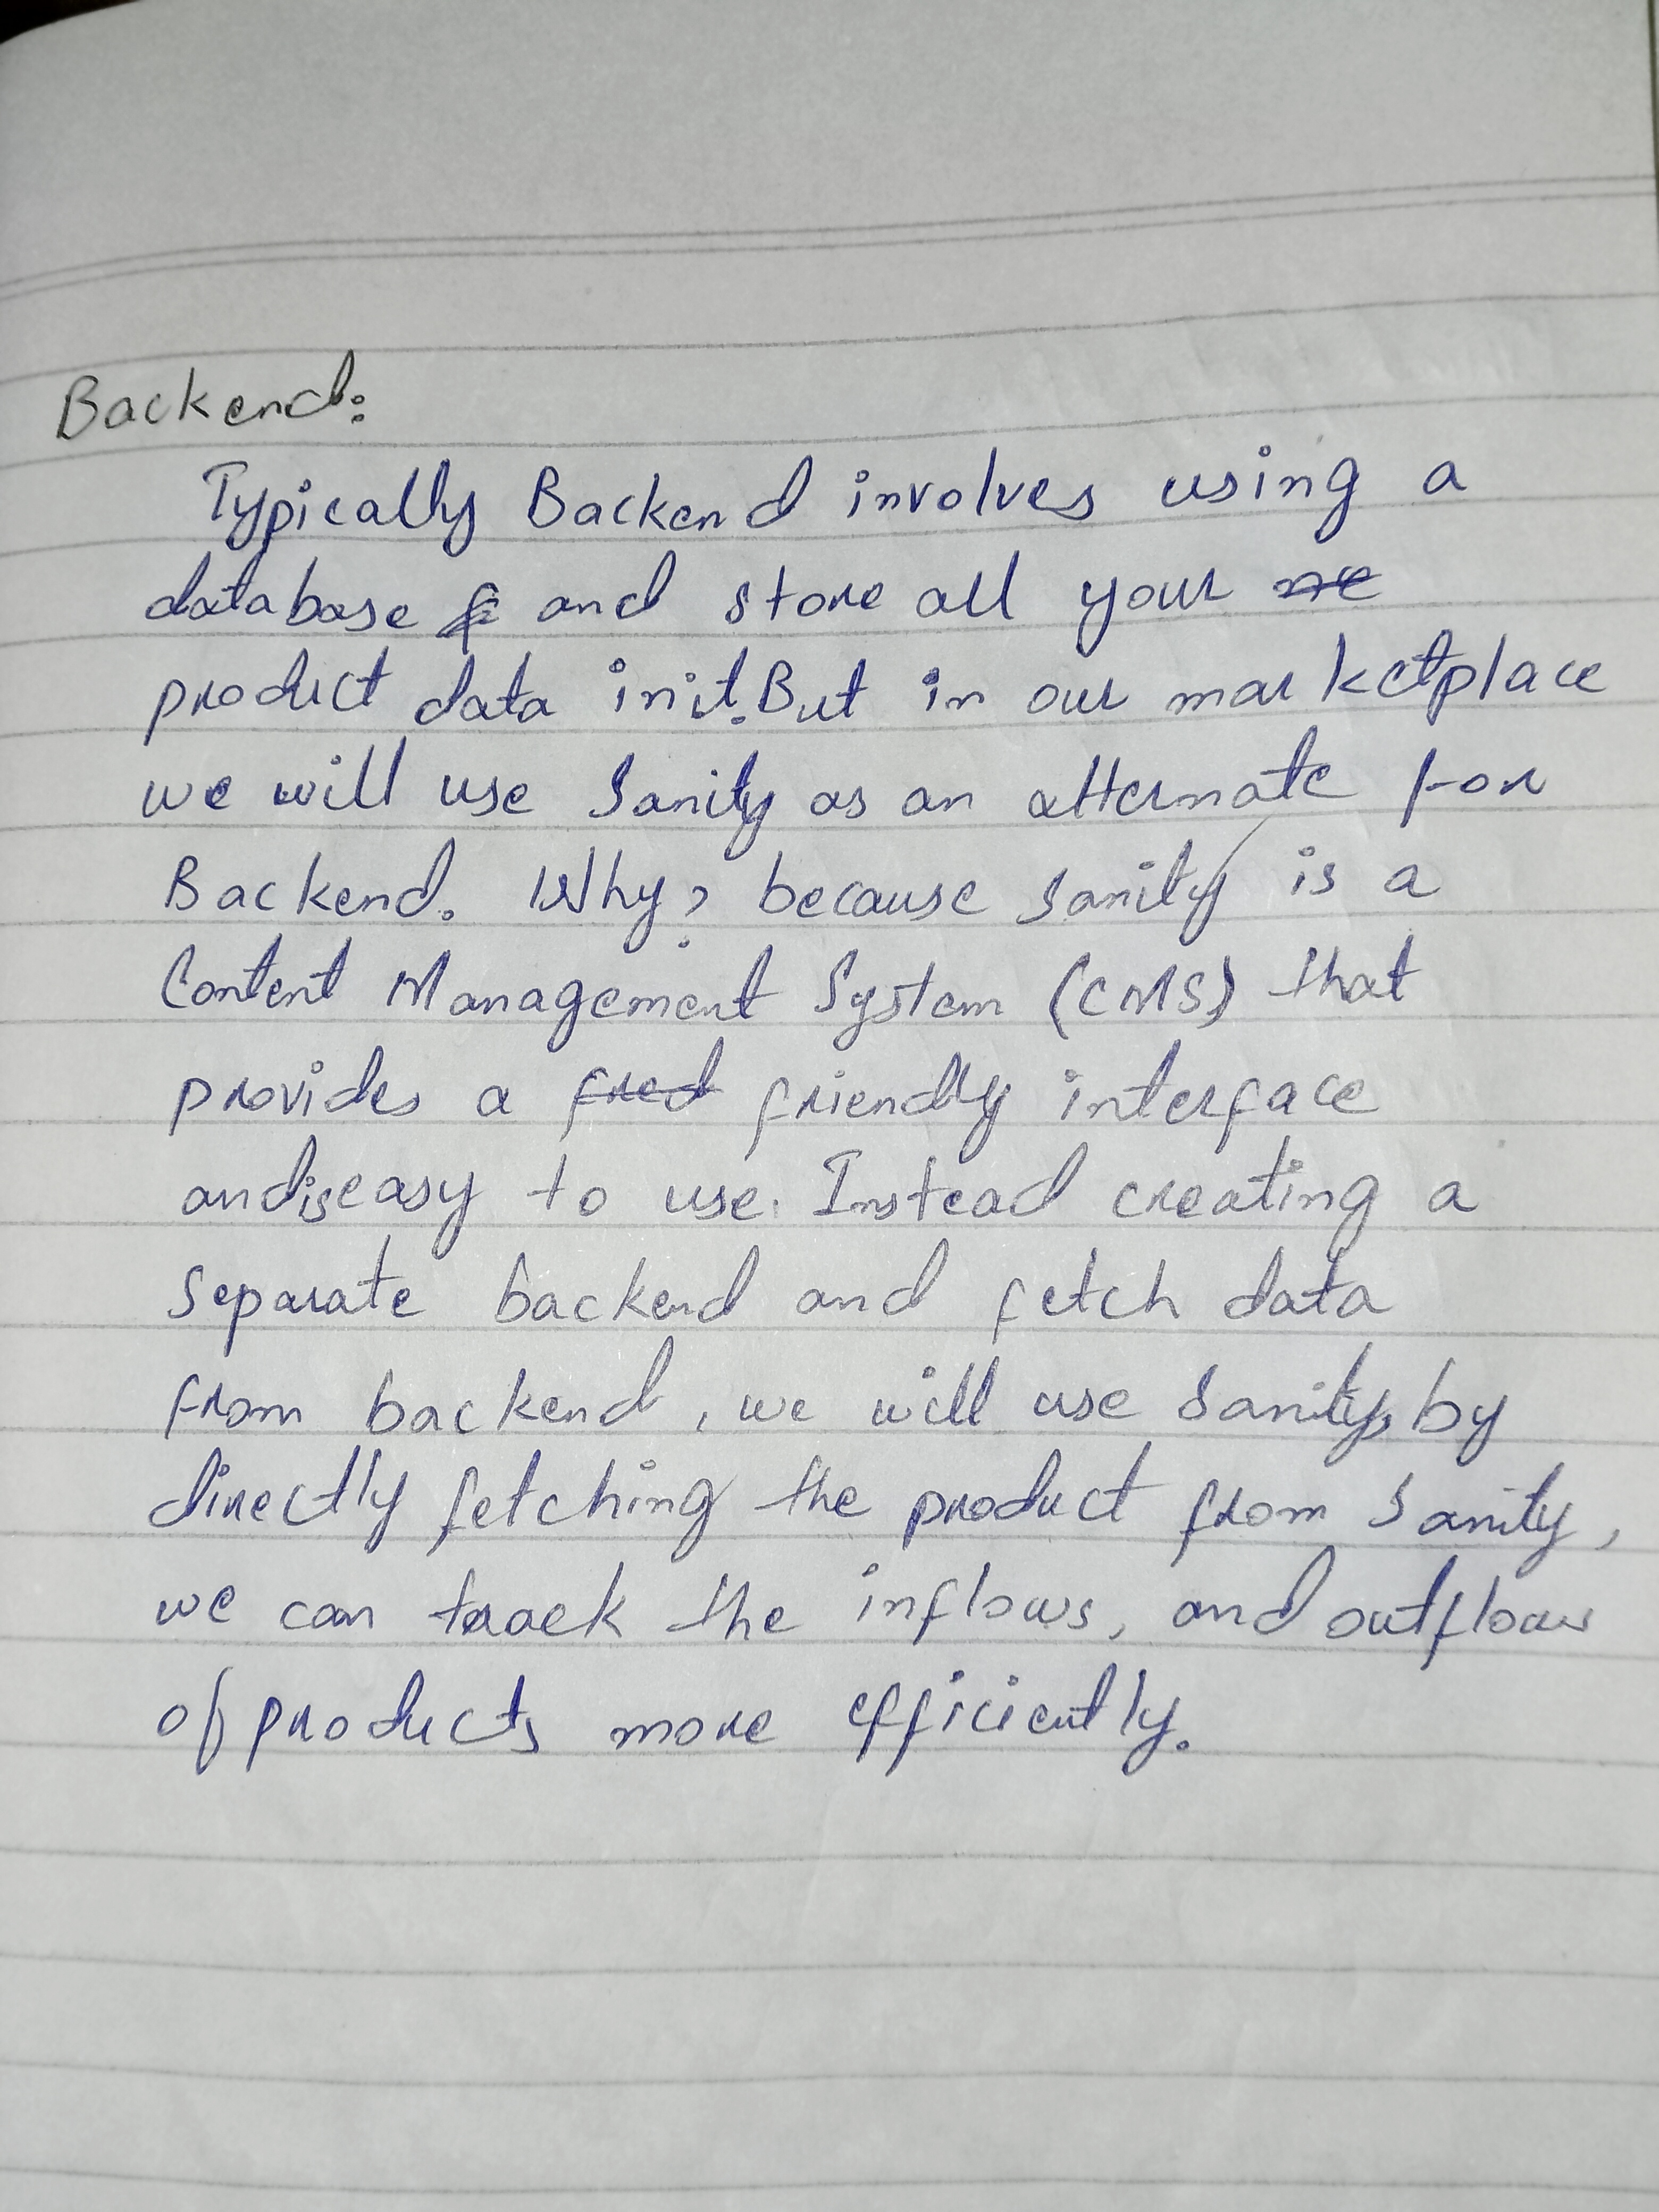 Backend:
Typically Backend involves using a
database and store all your
product data init. But in our marketplace
we will use Sanity as an alternate for
Backend. Why? because Sanity is a
Content Management System (CMS) that
provides a fred friendly interface
and is easy to use. Instead creating a
separate backend and fetch data
from backend, we will use Sanity, by
directly fetching the product from Sanity,
we can track the inflows, and outflows
of products more efficiently.